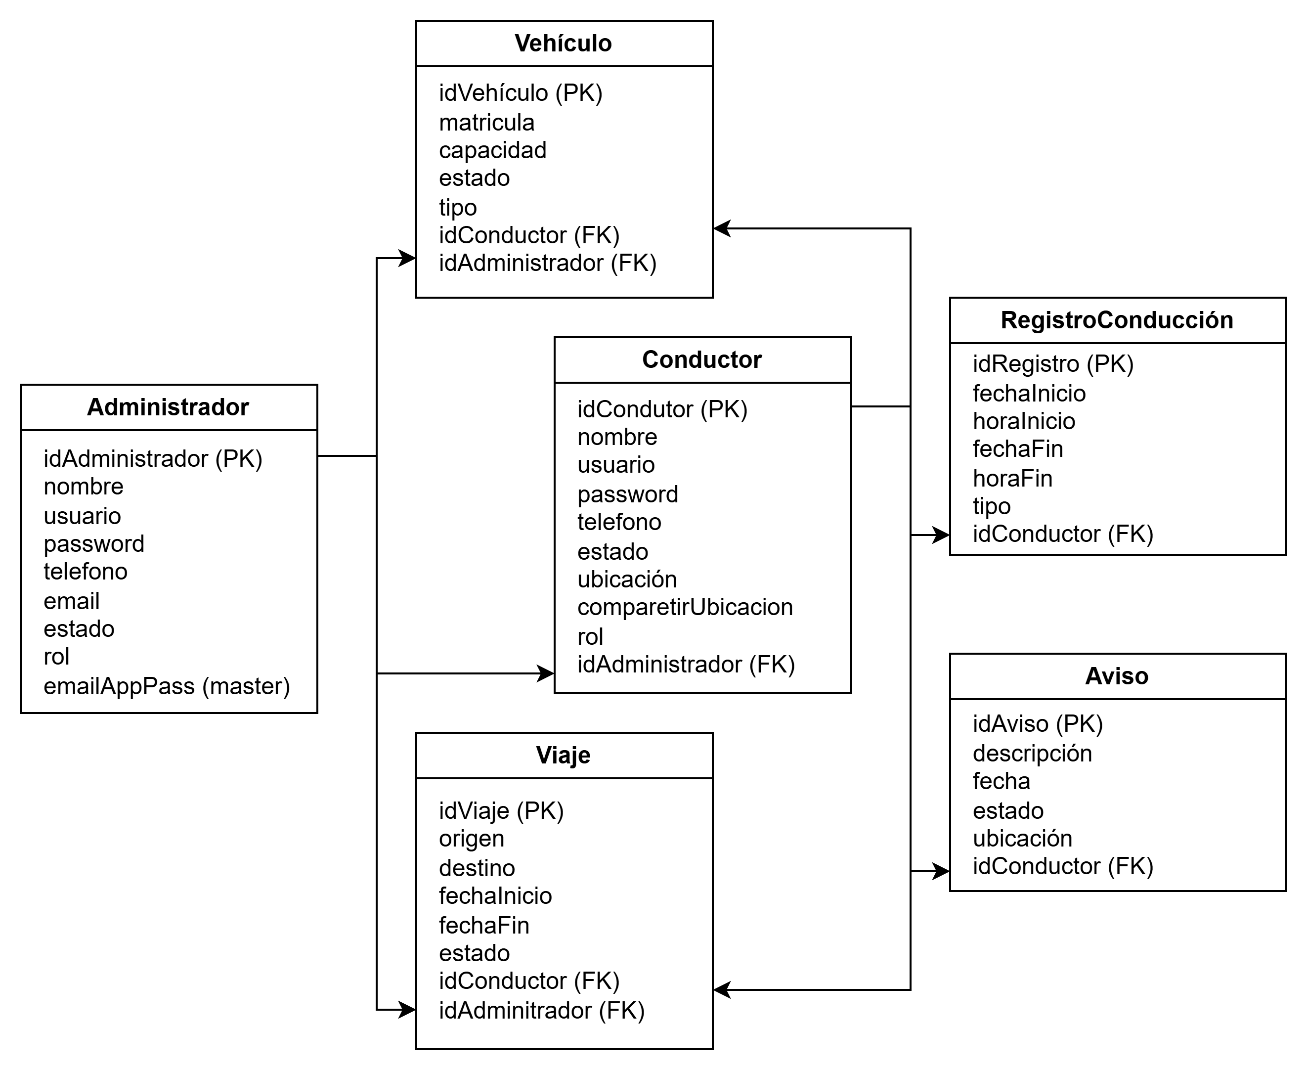 Vehículo
idVehículo (PK)
matricula
capacidad
estado
tipo
idConductor (FK)
idAdministrador (FK)
Administrador
idAdministrador (PK)
nombre
usuario
password
telefono
email
estado
rol
emailAppPass (master)
Conductor
idCondutor (PK)
nombre
usuario
password
telefono
estado
ubicación
comparetirUbicacion
rol
idAdministrador (FK)
RegistroConducción
idRegistro (PK)
fechaInicio
horaInicio
fechaFin
horaFin
tipo
idConductor (FK)
Viaje
idViaje (PK)
origen
destino
fechaInicio
fechaFin
estado
idConductor (FK)
idAdminitrador (FK)
Aviso
idAviso (PK)
descripción
fecha
estado
ubicación
idConductor (FK)